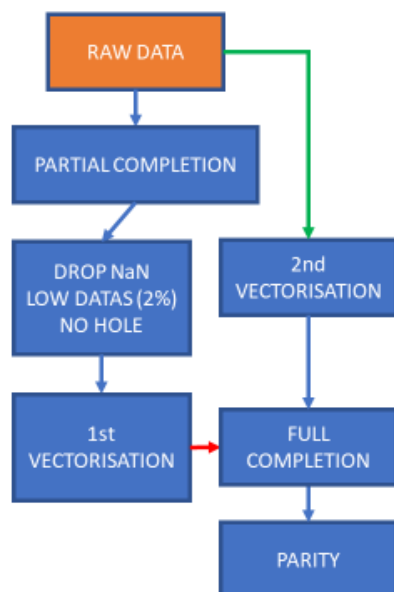 RAW DATA
PARTIAL COMPLETION
DROP NaN
LOW DATAS (2%)
NO HOLE
2nd
VECTORISATION
1st
VECTORISATION
FULL
COMPLETION
PARITY